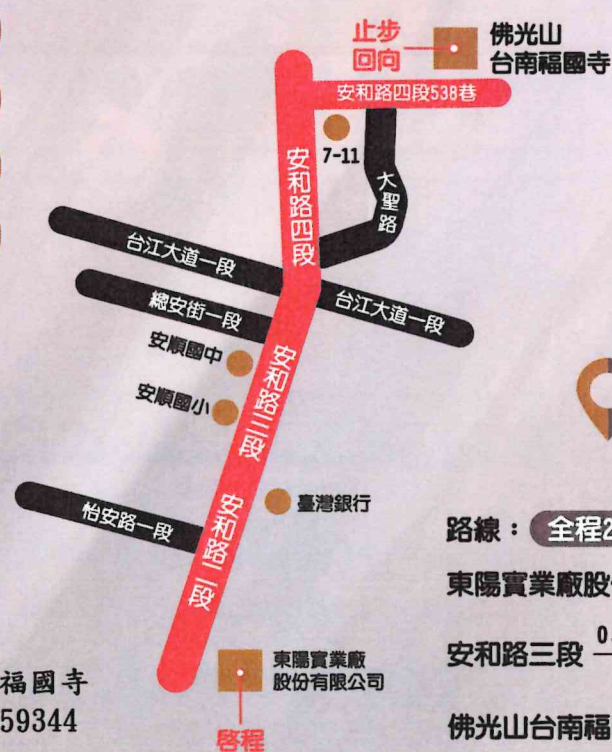 止步
回向
佛光山
台南福國寺
安和路四段538巷
7-11
大聖路
安和路四段
台江大道一段
台江大道一段
總安街一段
安順國中
安和路三段
安順國小
臺灣銀行
怡安路一段
安和路二段
東陽實業廠
股份有限公司
啓程
福國寺
59344
路線：全程2
東陽實業廠股
安和路三段 0
佛光山台南福